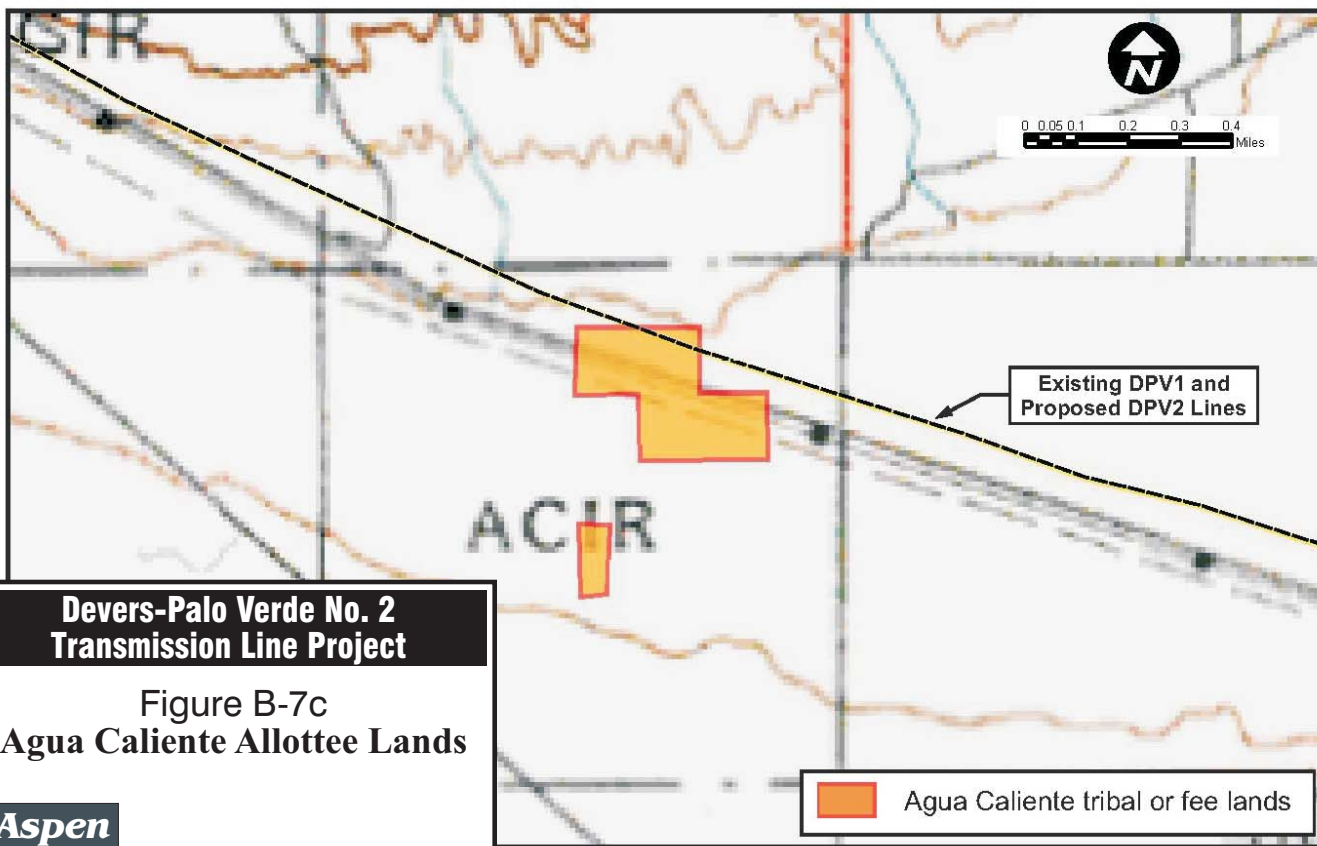 GIR
N
0 0.05 0.1 0.2 0.3 0.4
Miles
Existing DPV1 and
Proposed DPV2 Lines
ACIR
Devers-Palo Verde No. 2
Transmission Line Project
Figure B-7c
Agua Caliente Allottee Lands
Agua Caliente tribal or fee lands
Aspen